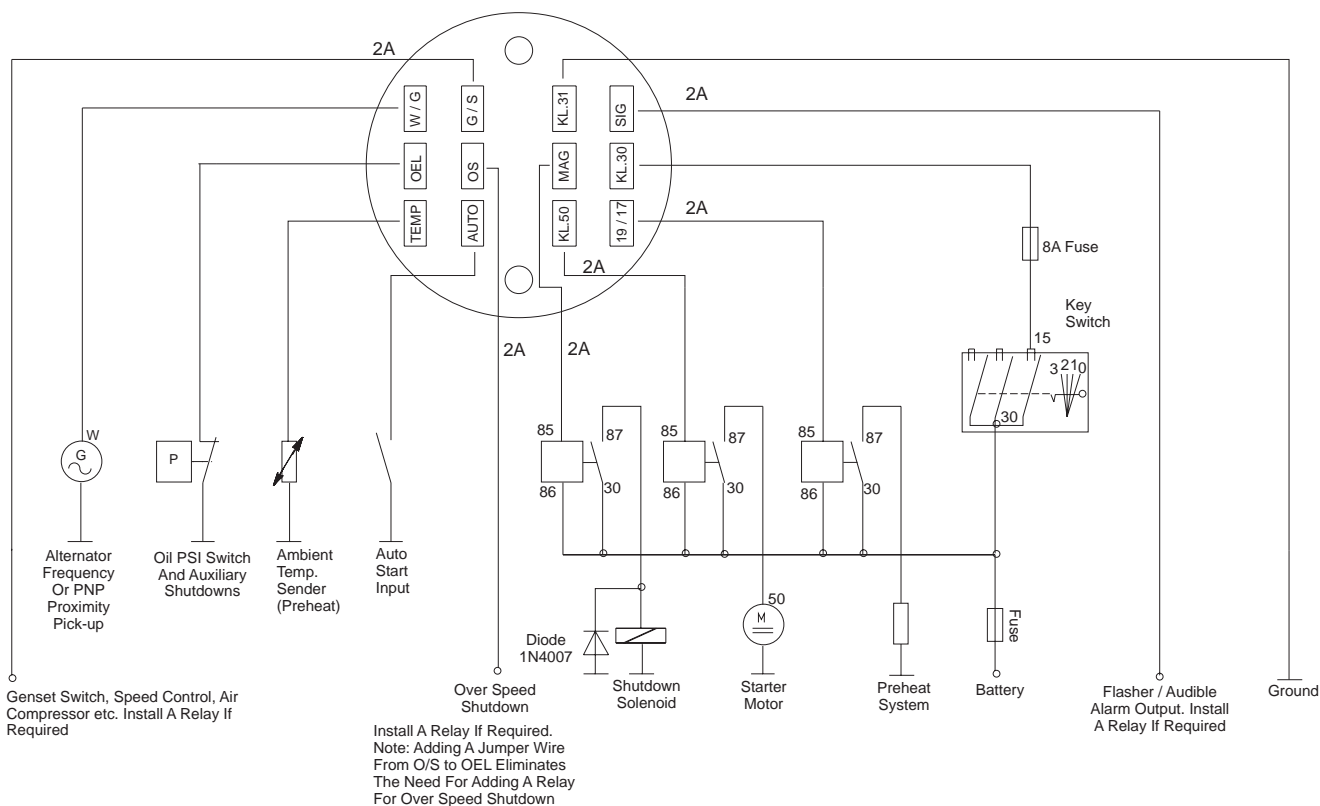 2A
W / G
G / S
KL.31
SIG
2A
OEL
OS
MAG
KL.30
TEMP
AUTO
KL.50
19 / 17
2A
2A
8A Fuse
Key
Switch
2A
2A
15
3 2 1 0
30
W
G
P
85
87
86
30
85
87
86
30
85
87
86
30
Alternator
Frequency
Or PNP
Proximity
Pick-up
Oil PSI Switch
And Auxiliary
Shutdowns
Ambient
Temp.
Sender
(Preheat)
Auto
Start
Input
Diode
1N4007
50
M
Fuse
Genset Switch, Speed Control, Air
Compressor etc. Install A Relay If
Required
Over Speed
Shutdown
Install A Relay If Required.
Note: Adding A Jumper Wire
From O/S to OEL Eliminates
The Need For Adding A Relay
For Over Speed Shutdown
Shutdown
Solenoid
Starter
Motor
Preheat
System
Battery
Flasher / Audible
Alarm Output. Install
A Relay If Required
Ground